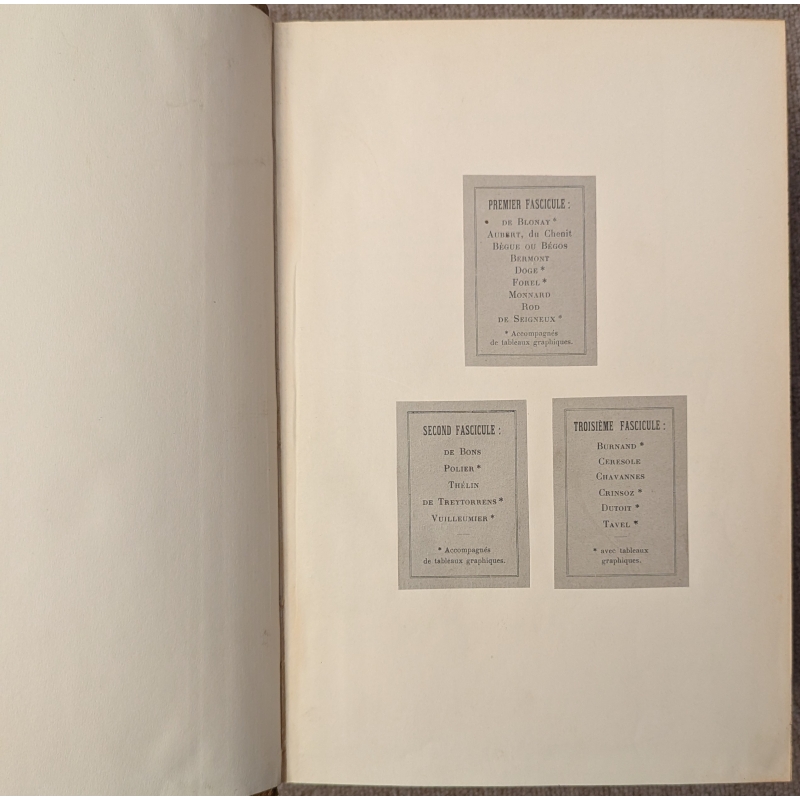 PREMIER FASCICULE :
DE BLONAY *
AUBERT, du Chenit
BÈGUE OU BÉGOS
BERMONT
DOGE *
FOREL *
MONNARD
ROD
DE SEIGNEUX *
* Accompagnés
de tableaux graphiques.
SECOND FASCICULE :
DE BONS
POLIER *
THÉLIN
DE TREYTORRENS *
VUILLEUMIER *
* Accompagnés
de tableaux graphiques.
TROISIÈME FASCICULE :
BURNAND *
CERESOLE
CHAVANNES
CRINSOZ *
DUTOIT *
TAVEL *
* avec tableaux
graphiques.